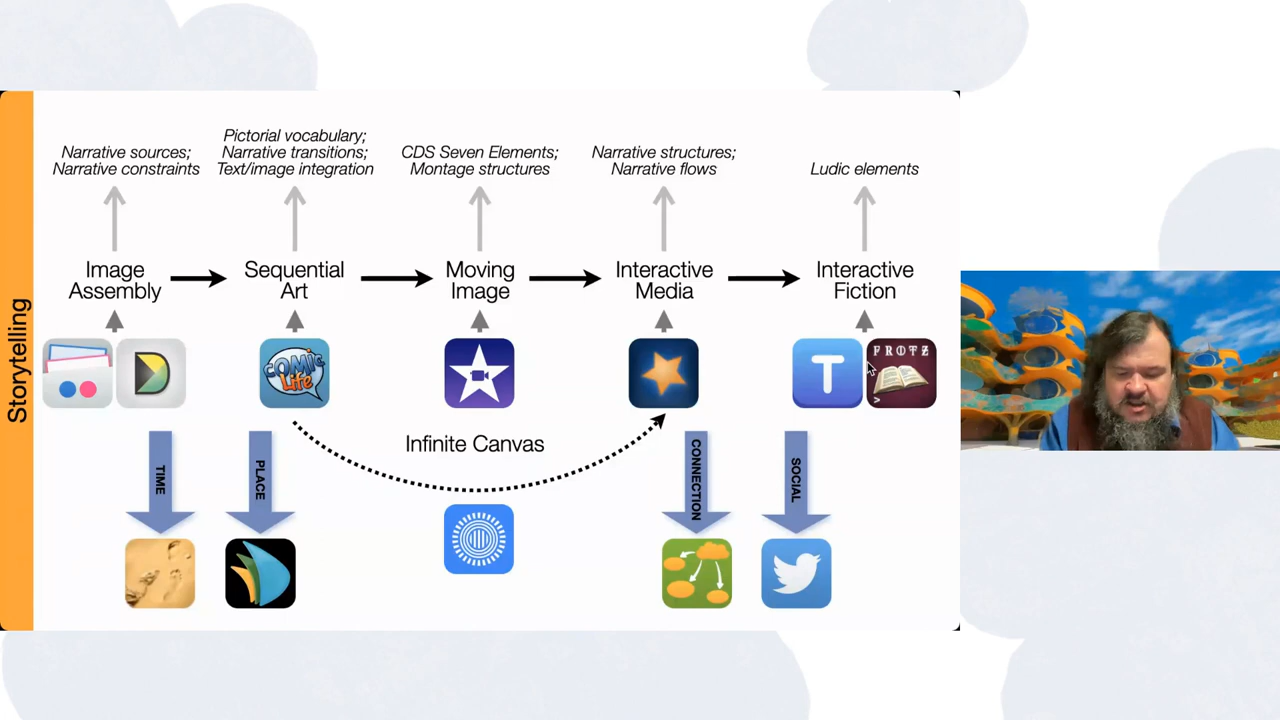 Storytelling
Narrative sources;
Narrative constraints
Pictorial vocabulary;
Narrative transitions;
Text/image integration
CDS Seven Elements;
Montage structures
Narrative structures;
Narrative flows
Ludic elements
Image
Assembly
Sequential
Art
Moving
Image
Interactive
Media
Interactive
Fiction
COMIC
Life
T
FROTZ
>
Infinite Canvas
TIME
PLACE
CONNECTION
SOCIAL